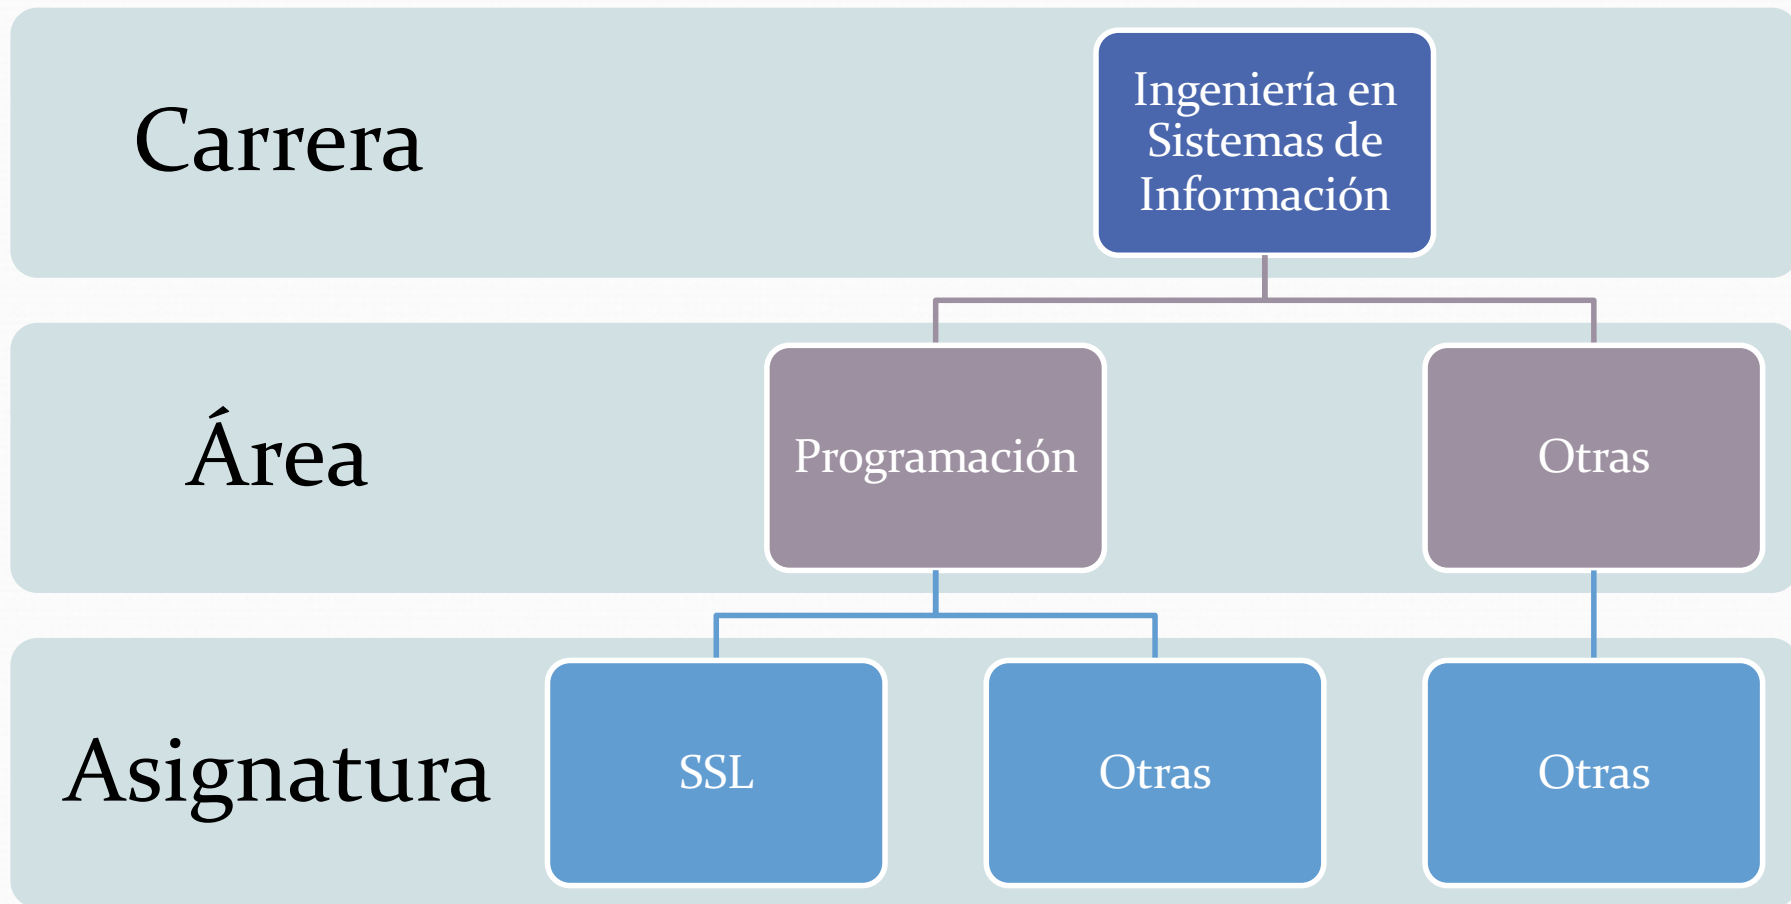 Carrera
Ingeniería en
Sistemas de
Información
Área
Programación
Otras
Asignatura
SSL
Otras
Otras